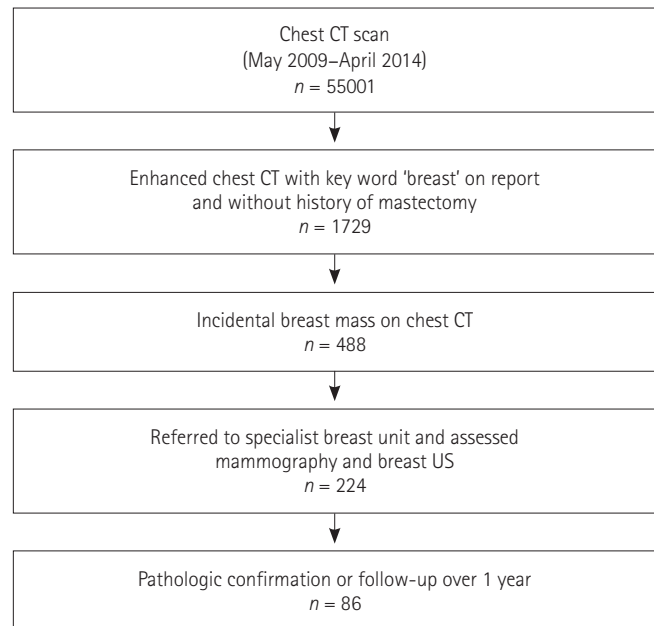 Chest CT scan
(May 2009–April 2014)
n = 55001
Enhanced chest CT with key word 'breast' on report
and without history of mastectomy
n = 1729
Incidental breast mass on chest CT
n = 488
Referred to specialist breast unit and assessed
mammography and breast US
n = 224
Pathologic confirmation or follow-up over 1 year
n = 86